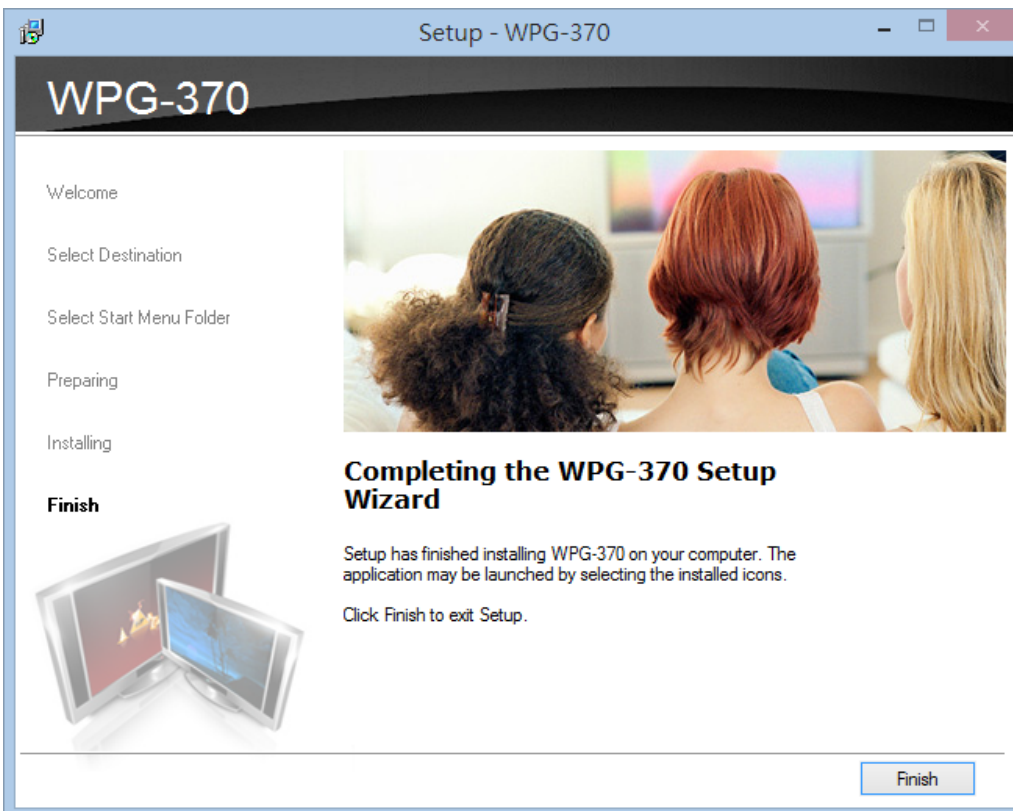 Setup - WPG-370
WPG-370
Welcome
Select Destination
Select Start Menu Folder
Preparing
Installing
Finish
Completing the WPG-370 Setup
Wizard
Setup has finished installing WPG-370 on your computer. The
application may be launched by selecting the installed icons.
Click Finish to exit Setup.
Finish